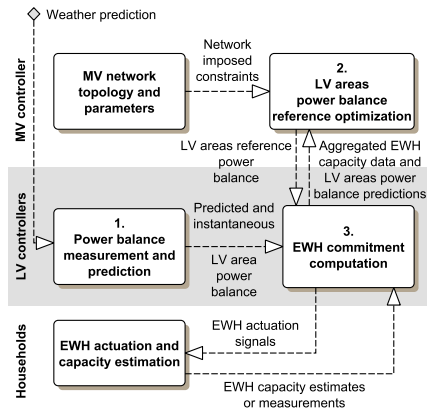 Weather prediction
MV controller
MV network
topology and
parameters
Network
imposed
constraints
2.
LV areas
power balance
reference optimization
LV areas reference
power
balance
Aggregated EWH
capacity data and
LV areas power
balance predictions
LV controllers
1.
Power balance
measurement and
prediction
Predicted and
instantaneous
LV area
power
balance
3.
EWH commitment
computation
Households
EWH actuation and
capacity estimation
EWH actuation
signals
EWH capacity estimates
or measurements